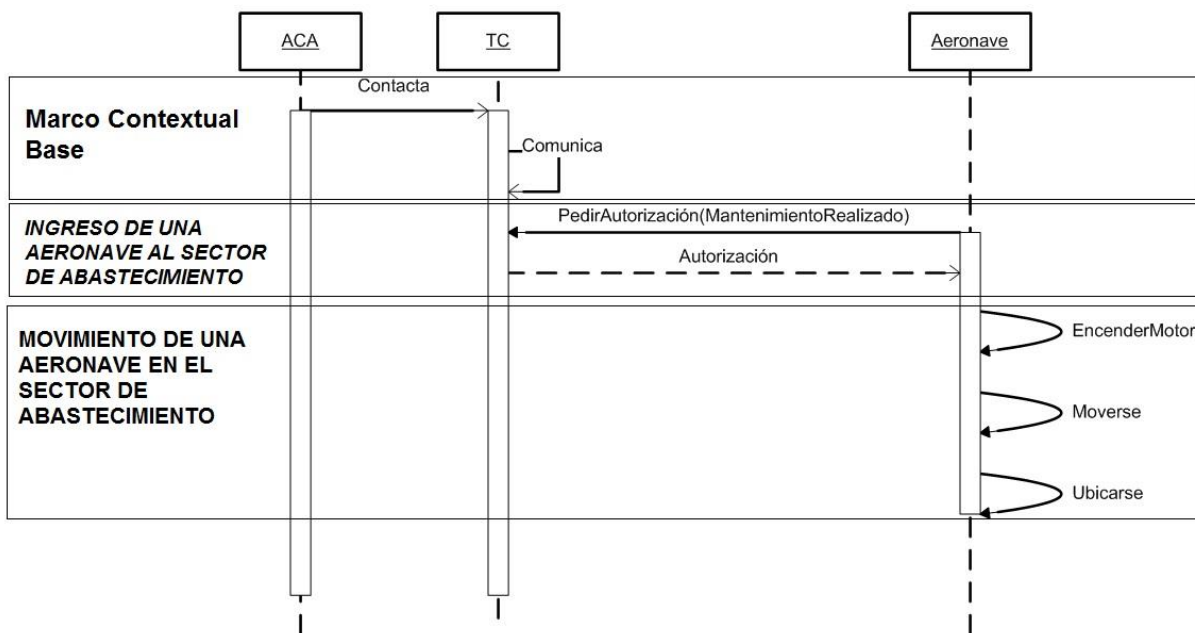 ACA
TC
Aeronave
Contacta
Marco Contextual
Base
Comunica
PedirAutorización(MantenimientoRealizado)
INGRESO DE UNA
AERONAVE AL SECTOR
DE ABASTECIMIENTO
Autorización
MOVIMIENTO DE UNA
AERONAVE EN EL
SECTOR DE
ABASTECIMIENTO
EncenderMotor
Moverse
Ubicarse